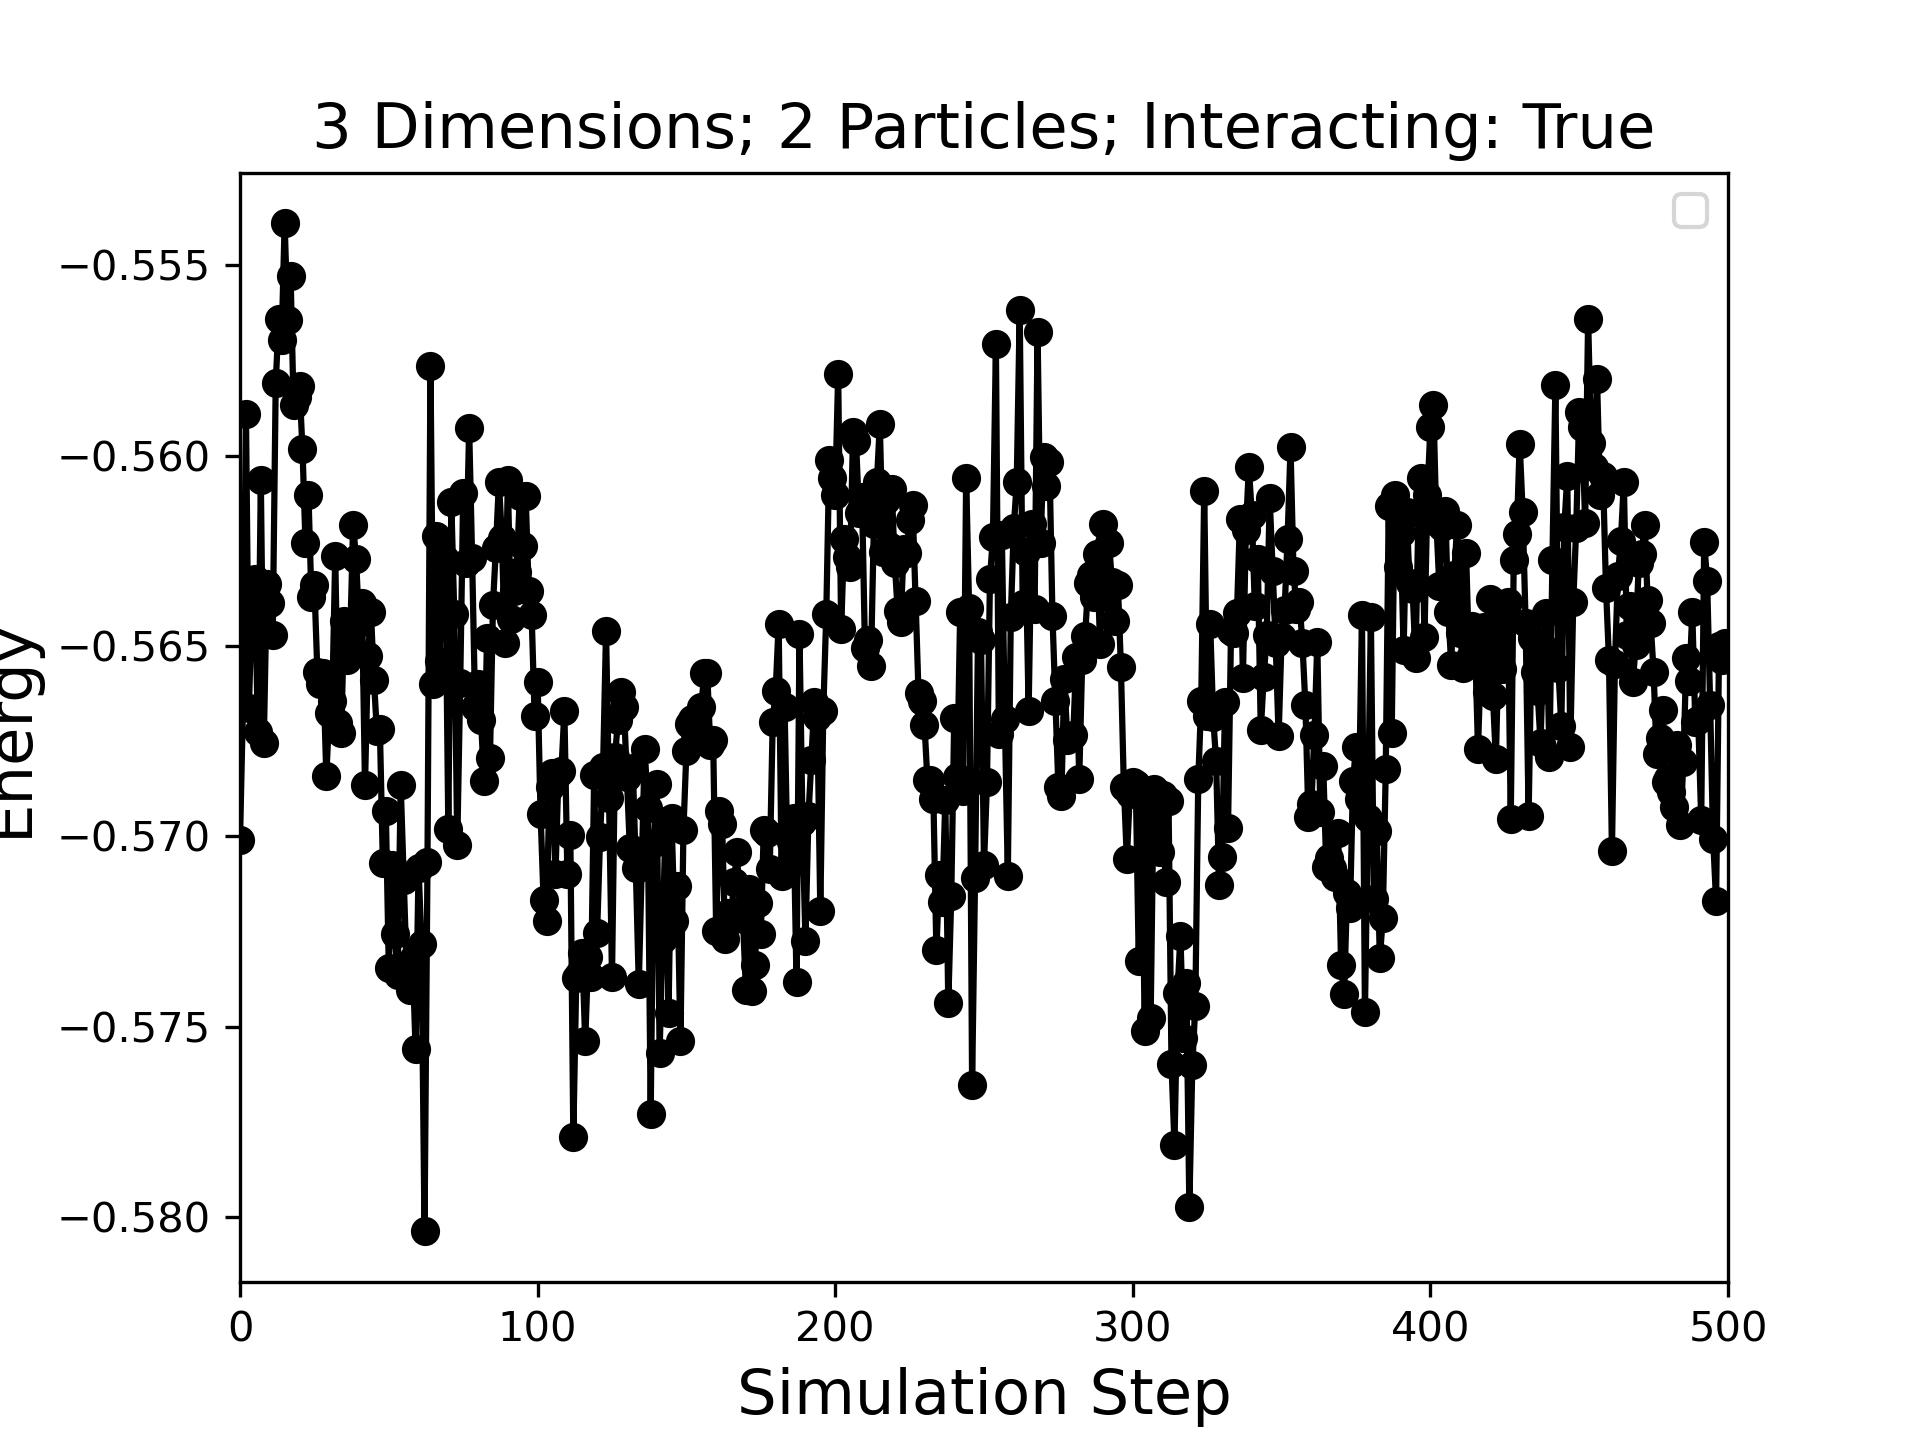 3 Dimensions; 2 Particles; Interacting: True
−0.555
−0.560
−0.565
−0.570
−0.575
−0.580
Energy
0 100 200 300 400 500
Simulation Step